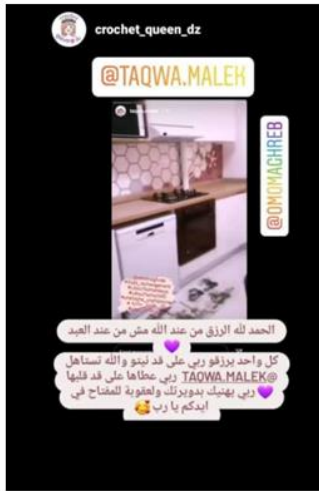 crochet_queen_dz
@TAQWA.MALEK
@OMOMAGHREB
الحمد لله الرزق من عند الله مش من عند العبد
💜
كل واحد يرزقو ربي على قد نيتو والله تستاهل
@TAQWA.MALEK ربي عطاها على قد قلبها
💜 ربي يهنيك بدويرتك ولعقوبة للمفتاح في
ايدكم يا رب 🥰